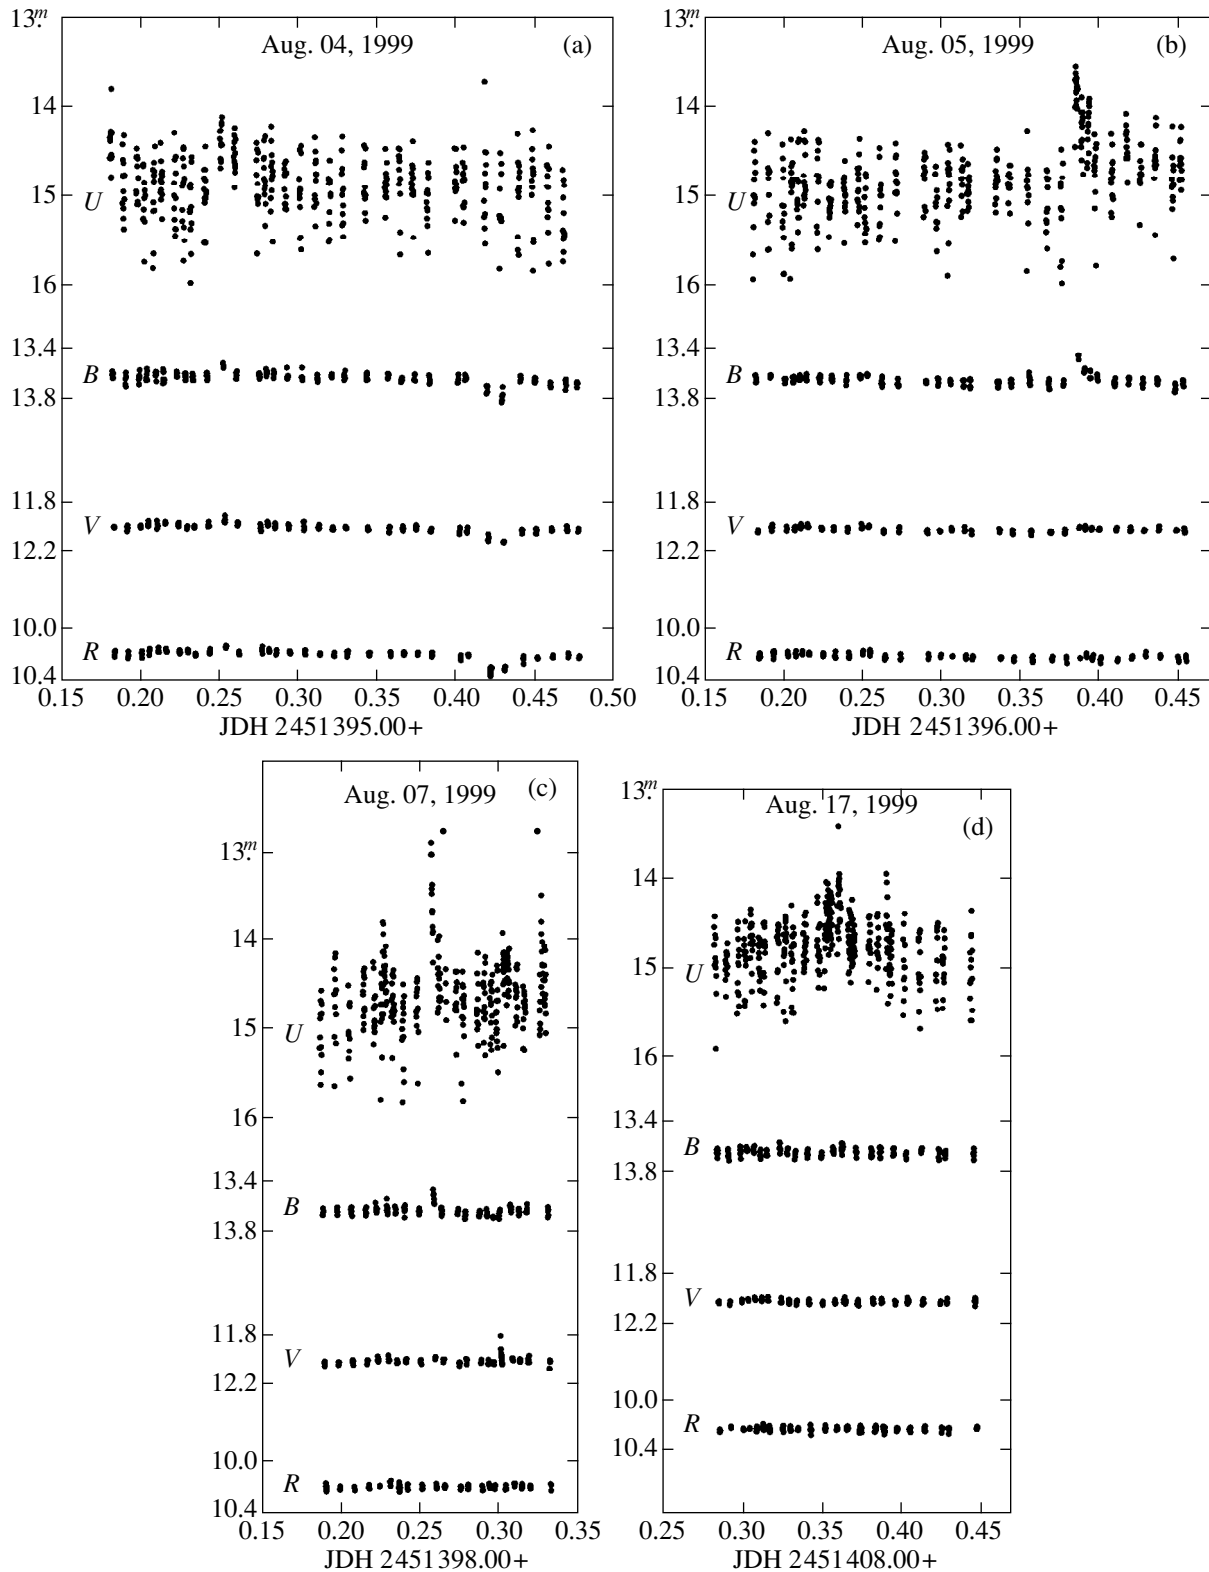 13.ᵐ
Aug. 04, 1999 (a)
14
15
U
16
13.4
B
13.8
11.8
V
12.2
10.0
R
10.4
0.15 0.20 0.25 0.30 0.35 0.40 0.45 0.50
JDH 2451395.00+
13.ᵐ
Aug. 05, 1999 (b)
14
15
U
16
13.4
B
13.8
11.8
V
12.2
10.0
R
10.4
0.15 0.20 0.25 0.30 0.35 0.40 0.45
JDH 2451396.00+
Aug. 07, 1999 (c)
13.ᵐ
14
15
U
16
13.4
B
13.8
11.8
V
12.2
10.0
R
10.4
0.15 0.20 0.25 0.30 0.35
JDH 2451398.00+
13.ᵐ
Aug. 17, 1999
(d)
14
15
U
16
13.4
B
13.8
11.8
V
12.2
10.0
R
10.4
0.25 0.30 0.35 0.40 0.45
JDH 2451408.00+